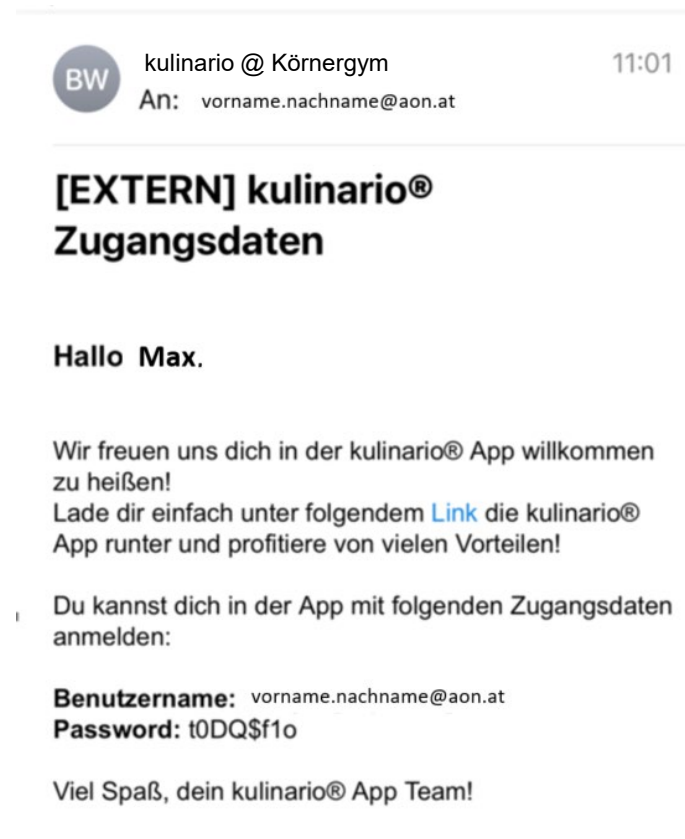 BW
kulinario @ Körnergym
11:01
An: vorname.nachname@aon.at
[EXTERN] kulinario®
Zugangsdaten
Hallo Max.
Wir freuen uns dich in der kulinario® App willkommen
zu heißen!
Lade dir einfach unter folgendem Link die kulinario®
App runter und profitiere von vielen Vorteilen!
Du kannst dich in der App mit folgenden Zugangsdaten
anmelden:
Benutzername: vorname.nachname@aon.at
Password: t0DQ$f1o
Viel Spaß, dein kulinario® App Team!